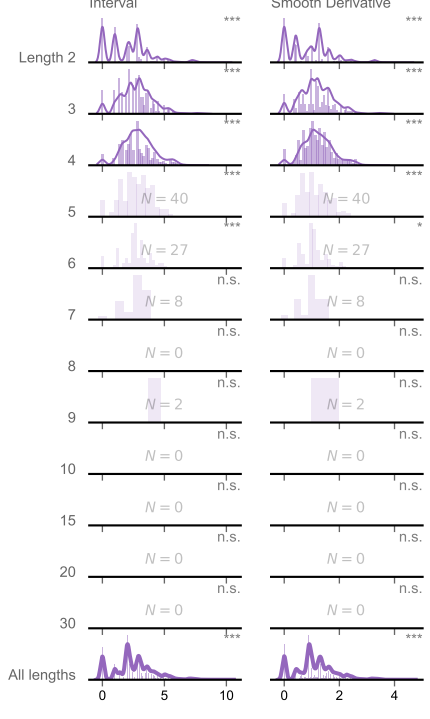 Interval Smooth Derivative
*** ***
Length 2
*** ***
3
*** ***
4
*** ***
5 N = 40 N = 40
*** *
6 N = 27 N = 27
n.s. n.s.
7 N = 8 N = 8
n.s. n.s.
8 N = 0 N = 0
n.s. n.s.
9 N = 2 N = 2
n.s. n.s.
10 N = 0 N = 0
n.s. n.s.
15 N = 0 N = 0
n.s. n.s.
20 N = 0 N = 0
n.s. n.s.
30 N = 0 N = 0
*** ***
All lengths
0 5 10 0 2 4